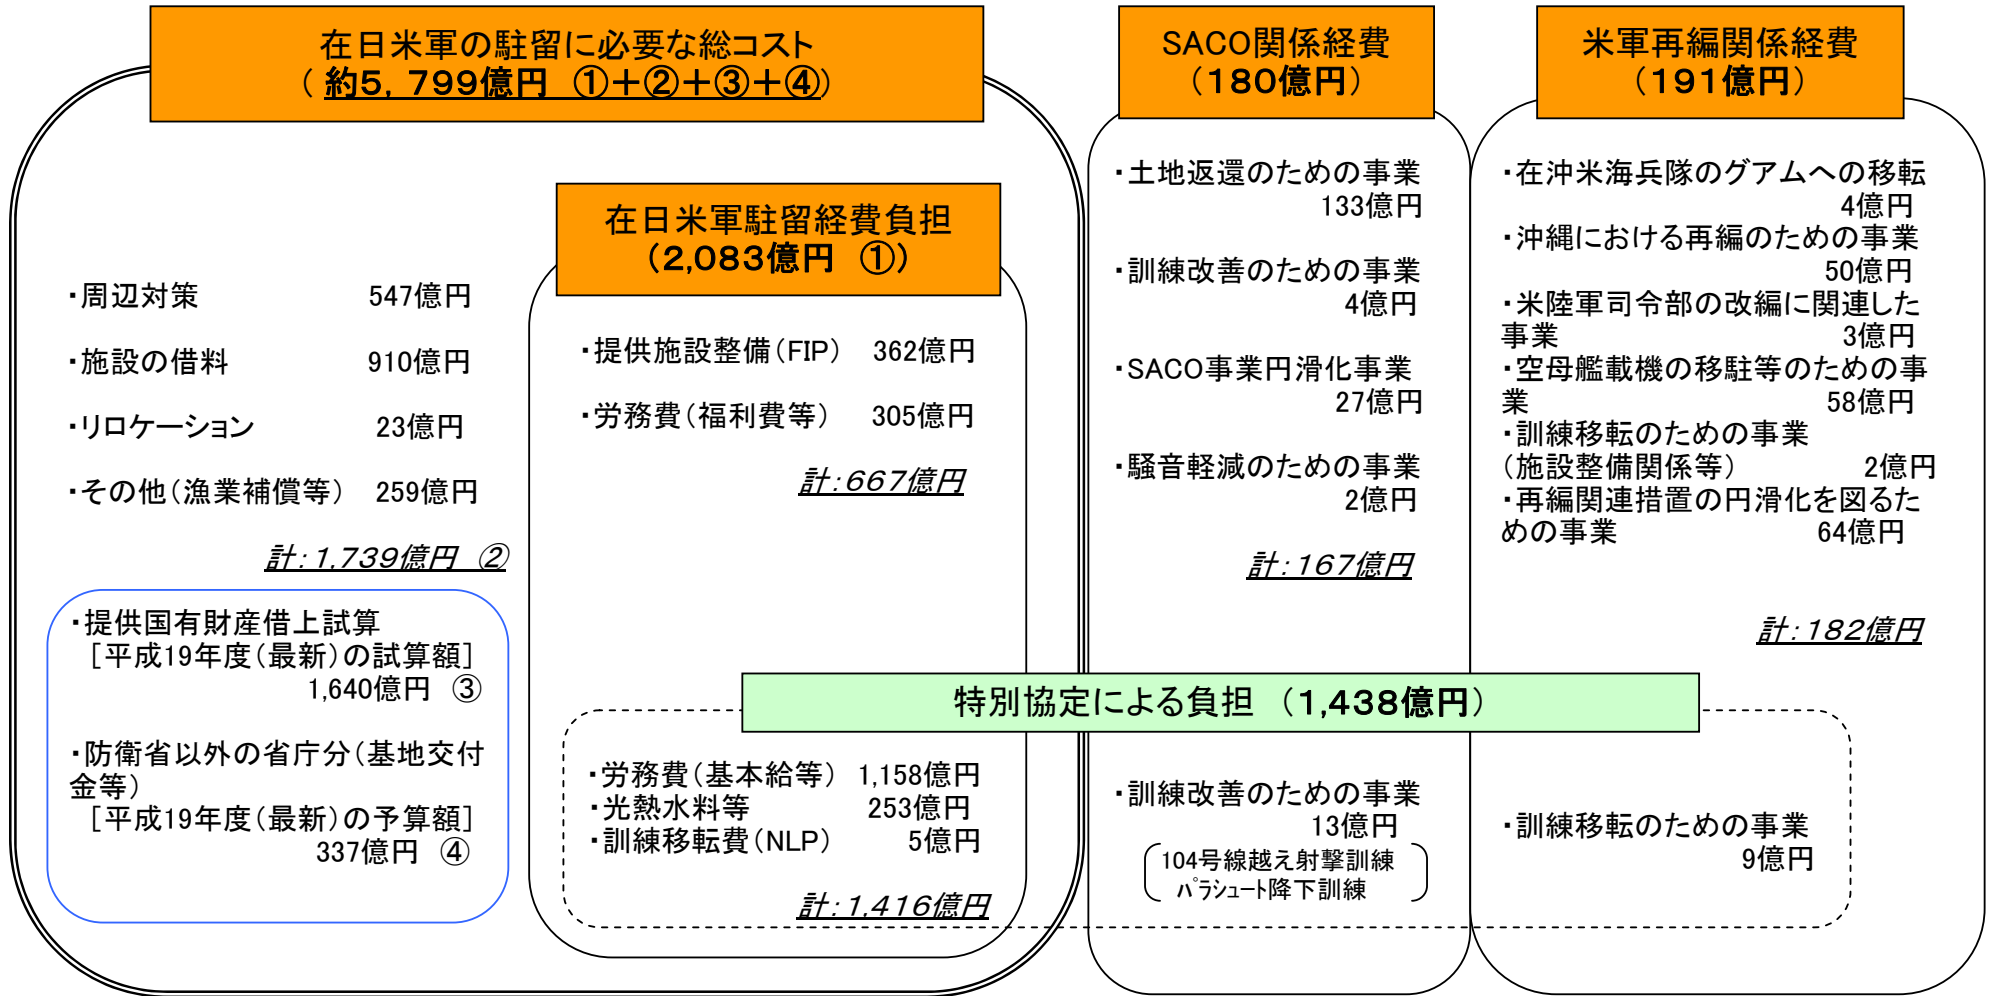 在日米軍の駐留に必要な総コスト
( 約5，799億円　①＋②＋③＋④)
・周辺対策　547億円
・施設の借料　910億円
・リロケーション　23億円
・その他(漁業補償等)　259億円
計：1,739億円　②
・提供国有財産借上試算
［平成19年度(最新)の試算額］
1,640億円　③
・防衛省以外の省庁分(基地交付
金等)
［平成19年度(最新)の予算額］
337億円　④
在日米軍駐留経費負担
(2,083億円　①)
・提供施設整備(FIP)　362億円
・労務費(福利費等)　305億円
計：667億円
特別協定による負担　(1,438億円)
・労務費(基本給等)　1,158億円
・光熱水料等　253億円
・訓練移転費(NLP)　5億円
計：1,416億円
SACO関係経費
(180億円)
・土地返還のための事業
133億円
・訓練改善のための事業
4億円
・SACO事業円滑化事業
27億円
・騒音軽減のための事業
2億円
計：167億円
・訓練改善のための事業
13億円
104号線越え射撃訓練
ﾊﾟﾗｼｭｰﾄ降下訓練
米軍再編関係経費
(191億円)
・在沖米海兵隊のグアムへの移転
4億円
・沖縄における再編のための事業
50億円
・米陸軍司令部の改編に関連した
事業　3億円
・空母艦載機の移駐等のための事
業　58億円
・訓練移転のための事業
(施設整備関係等)　2億円
・再編関連措置の円滑化を図るた
めの事業　64億円
計：182億円
・訓練移転のための事業
9億円